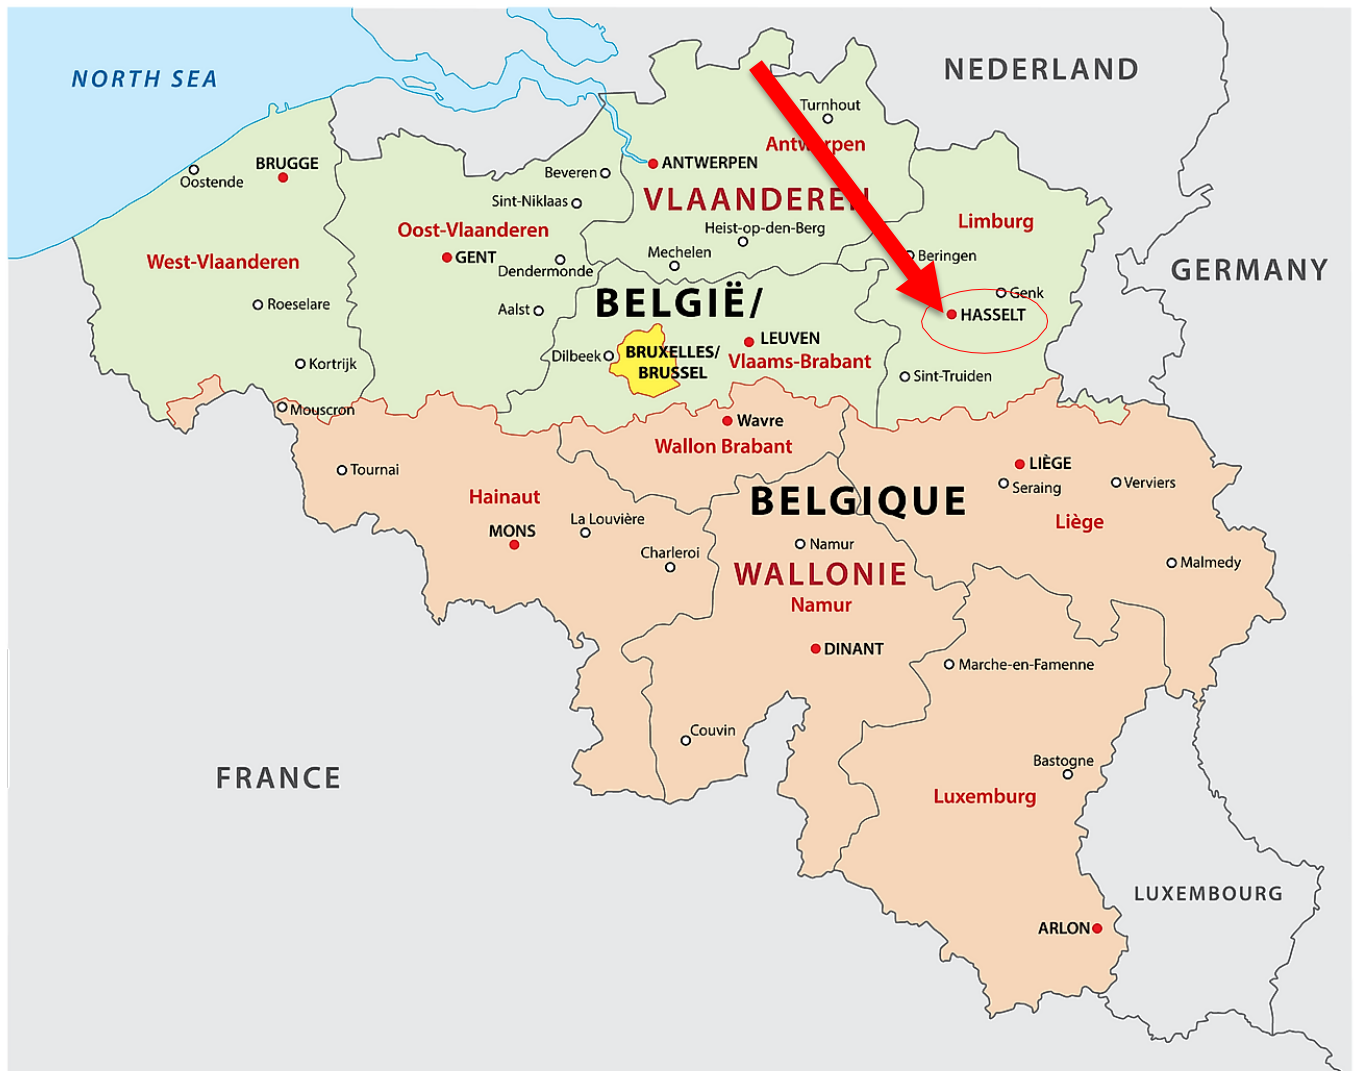 NORTH SEA
NEDERLAND
Turnhout
Antwerpen
BRUGGE
ANTWERPEN
Oostende
Beveren
VLAANDEREN
Sint-Niklaas
Limburg
Heist-op-den-Berg
Oost-Vlaanderen
Mechelen
Beringen
GENT
West-Vlaanderen
Dendermonde
GERMANY
Genk
BELGIË/
Roeselare
Aalst
HASSELT
LEUVEN
Dilbeek
BRUXELLES/
BRUSSEL
Vlaams-Brabant
Kortrijk
Sint-Truiden
Mouscron
Wavre
Wallon Brabant
Tournai
LIÈGE
Seraing
Verviers
Hainaut
BELGIQUE
La Louvière
Liège
MONS
Namur
Charleroi
Malmedy
WALLONIE
Namur
DINANT
Marche-en-Famenne
Couvin
Bastogne
FRANCE
Luxemburg
LUXEMBOURG
ARLON